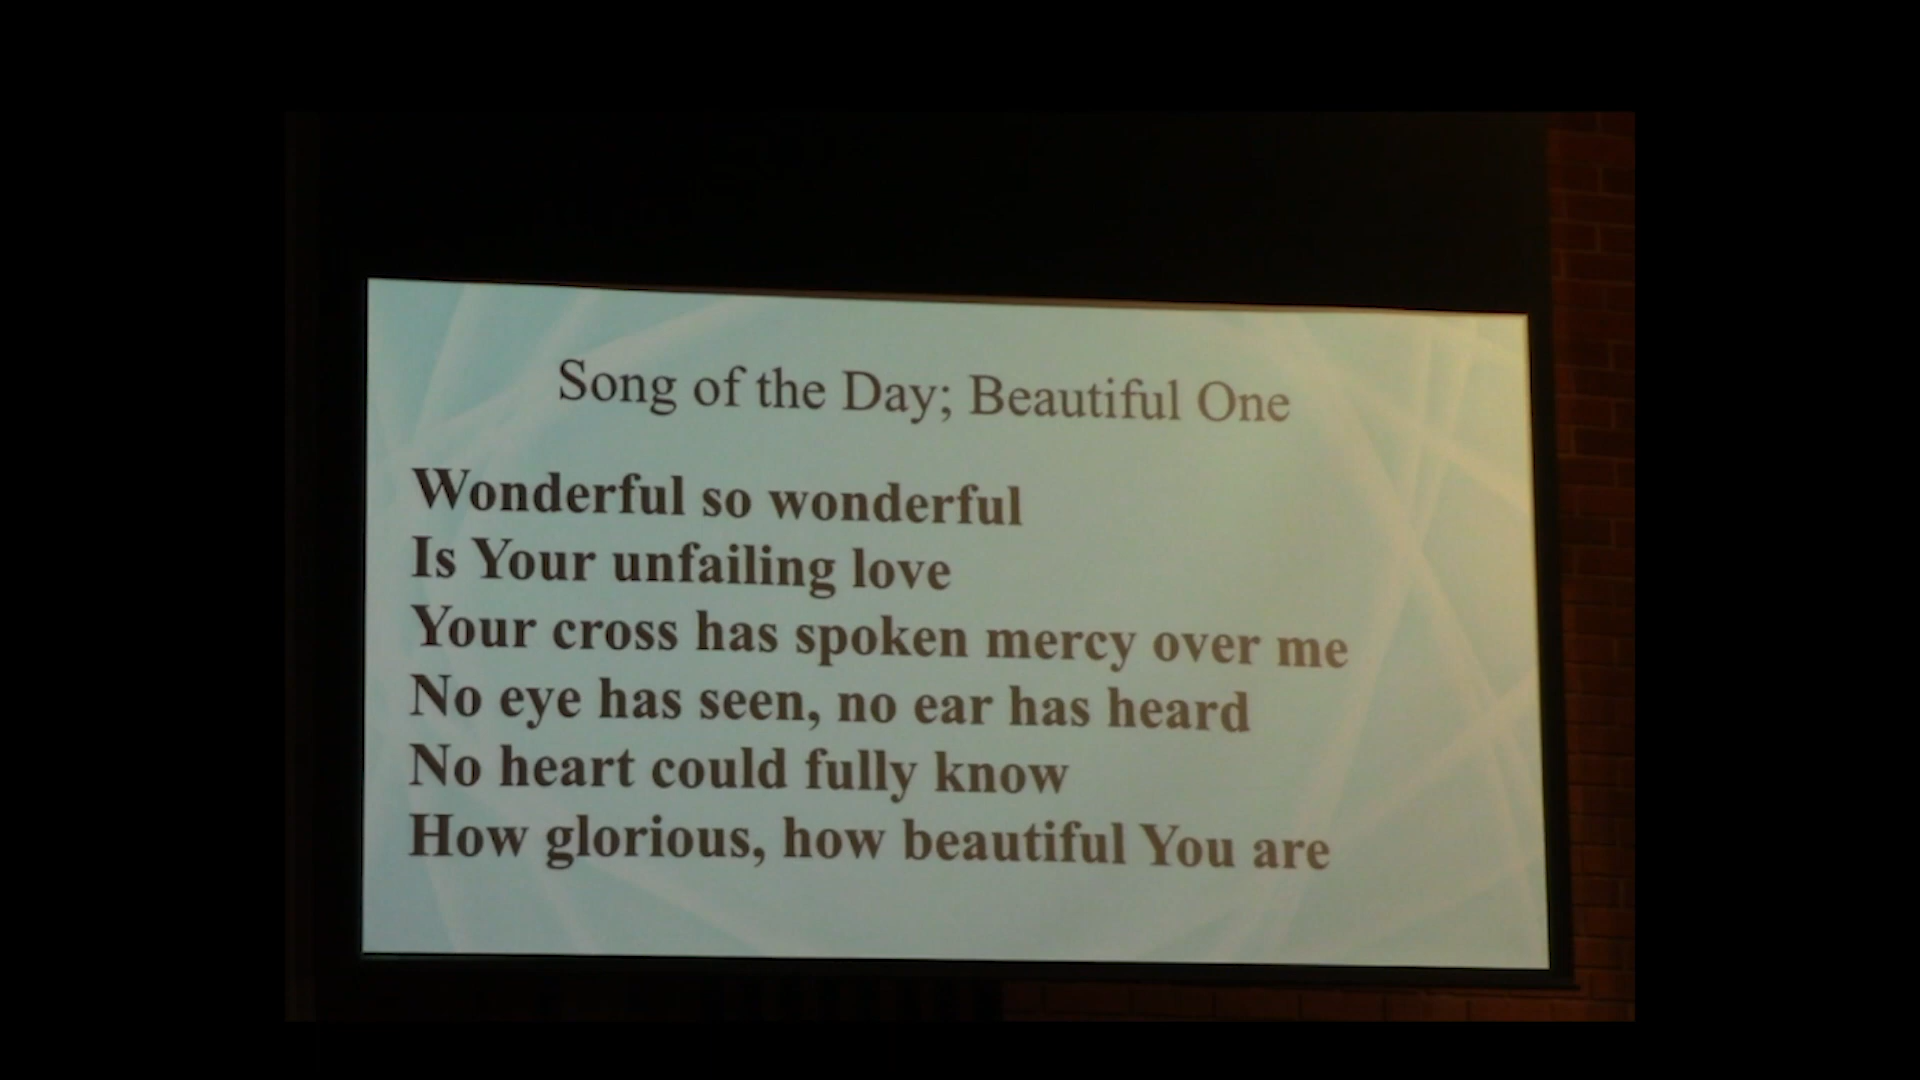 Song of the Day; Beautiful One
Wonderful so wonderful
Is Your unfailing love
Your cross has spoken mercy over me
No eye has seen, no ear has heard
No heart could fully know
How glorious, how beautiful You are